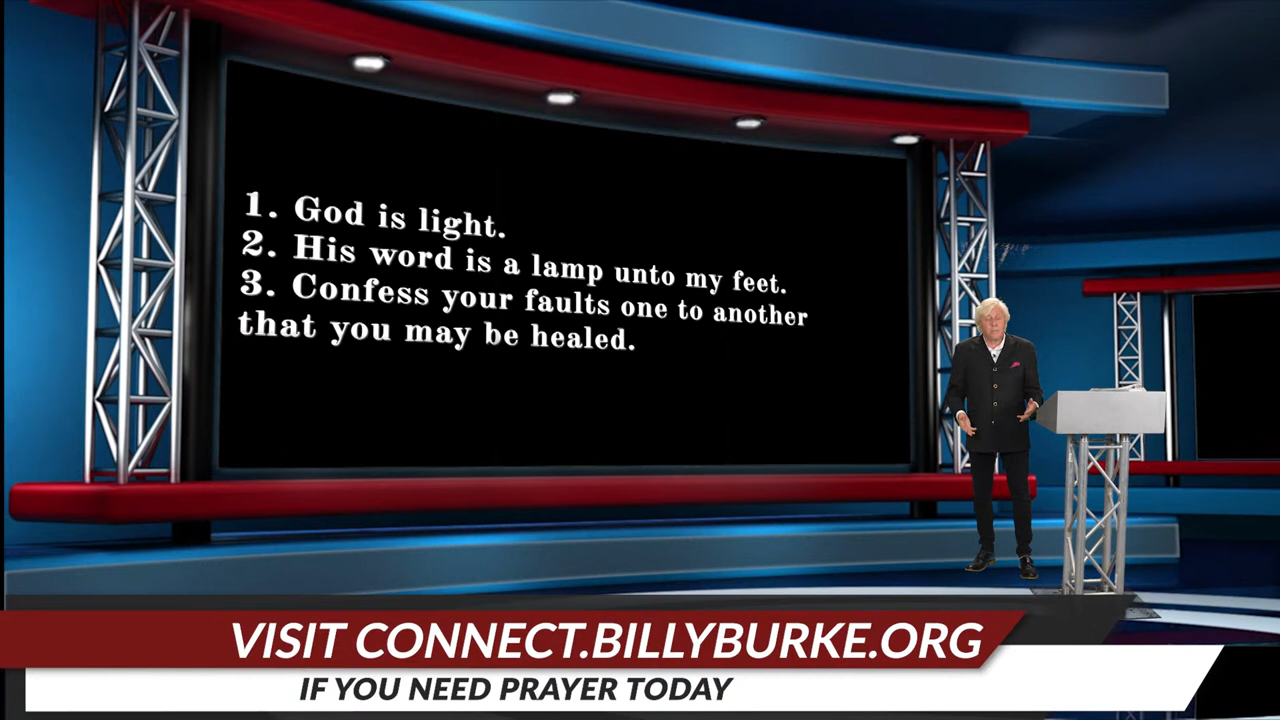 1. God is light.
2. His word is a lamp unto my feet.
3. Confess your faults one to another
that you may be healed.
VISIT CONNECT.BILLYBURKE.ORG
IF YOU NEED PRAYER TODAY